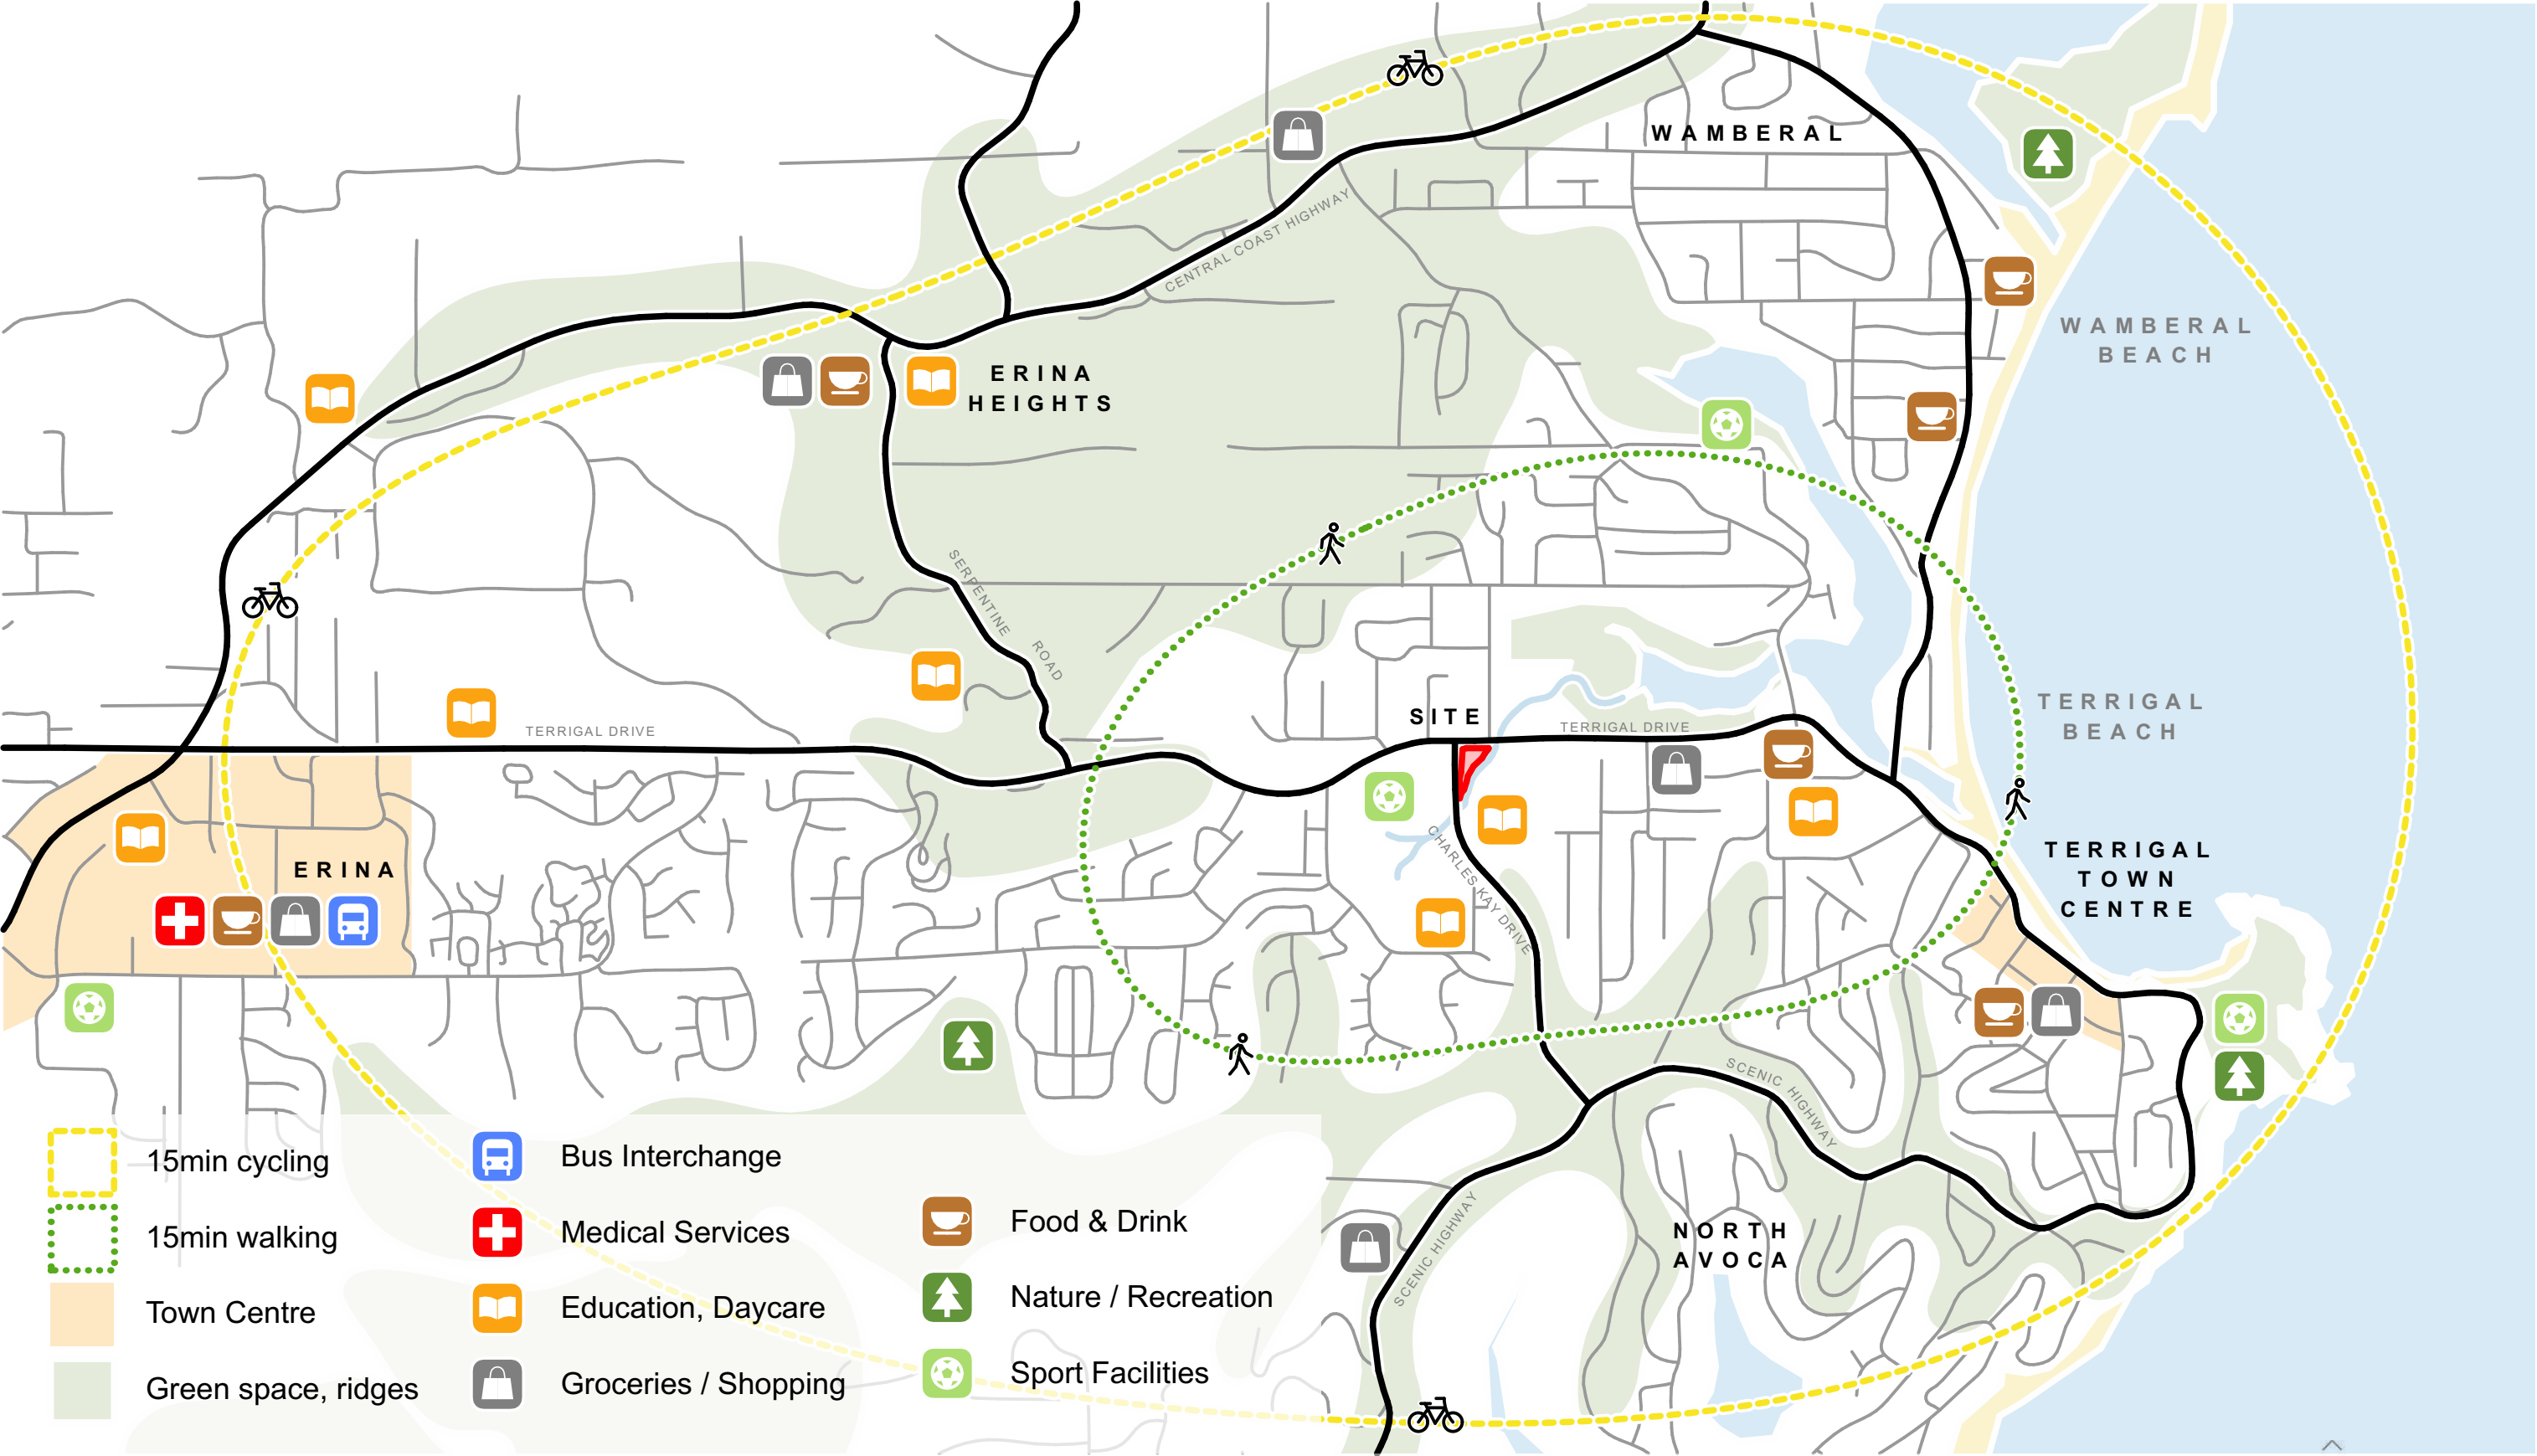 WAMBERAL
CENTRAL COAST HIGHWAY
WAMBERAL
BEACH
ERINA
HEIGHTS
SERPENTINE
ROAD
SITE
TERRIGAL DRIVE
TERRIGAL DRIVE
TERRIGAL
BEACH
TERRIGAL
TOWN
CENTRE
ERINA
CHARLES KAY DRIVE
SCENIC HIGHWAY
SCENIC HIGHWAY
NORTH
AVOCA
15min cycling
15min walking
Town Centre
Green space, ridges
Bus Interchange
Medical Services
Education, Daycare
Groceries / Shopping
Food & Drink
Nature / Recreation
Sport Facilities